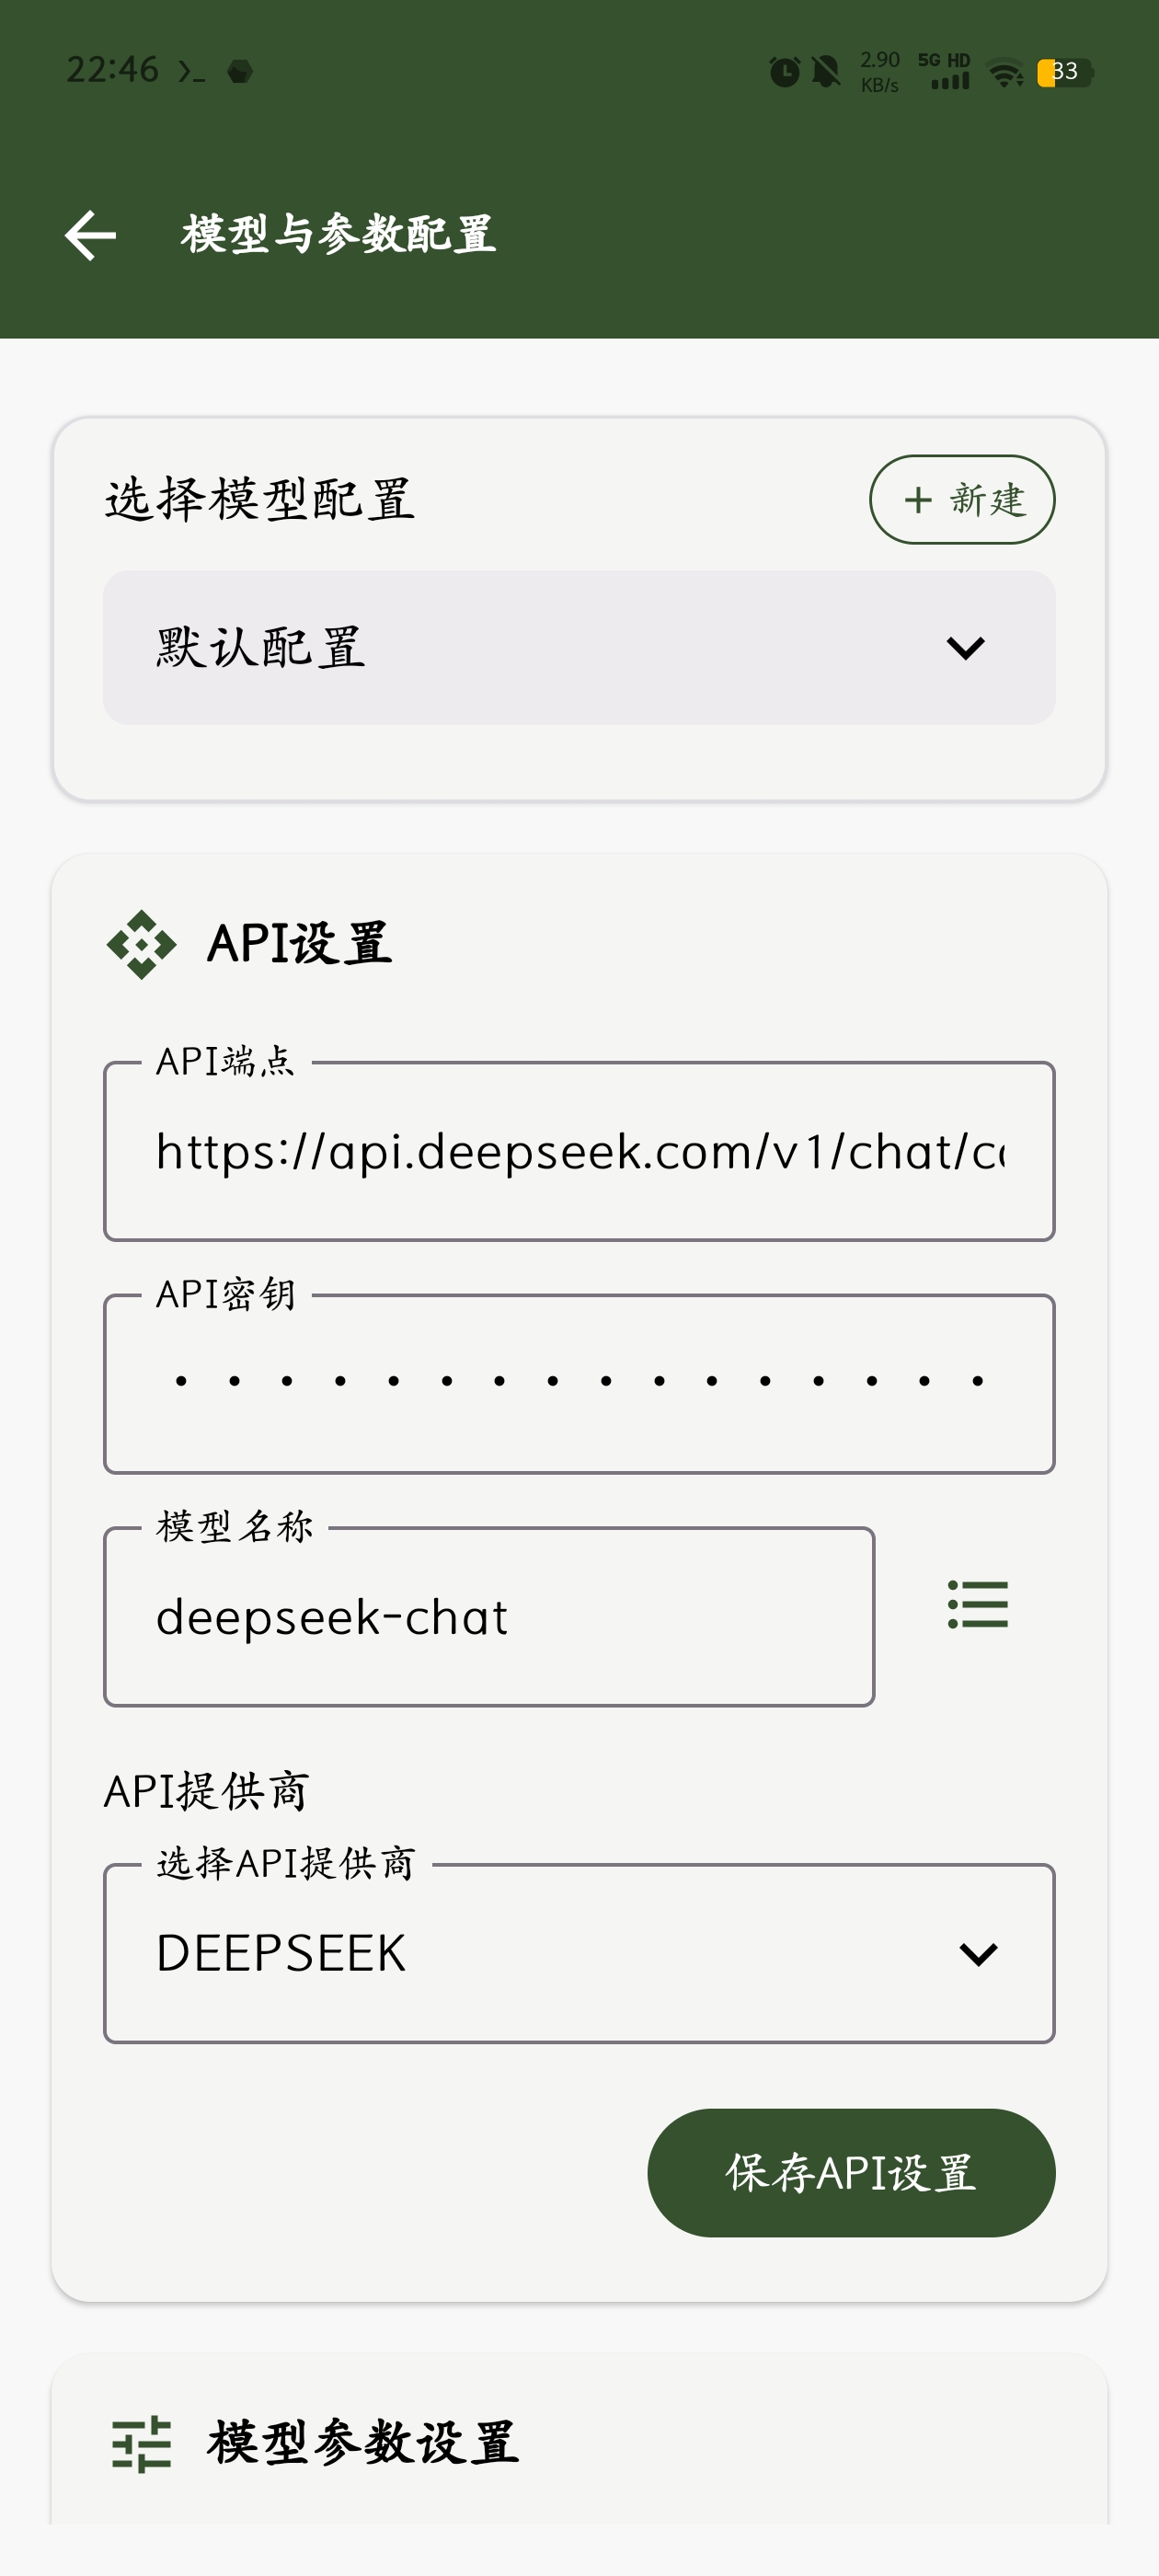 22:46
2.90
KB/s
5G HD
33
模型与参数配置
选择模型配置
+ 新建
默认配置
API设置
API端点
https://api.deepseek.com/v1/chat/c
API密钥
••••••••••••••••
模型名称
deepseek-chat
API提供商
选择API提供商
DEEPSEEK
保存API设置
模型参数设置